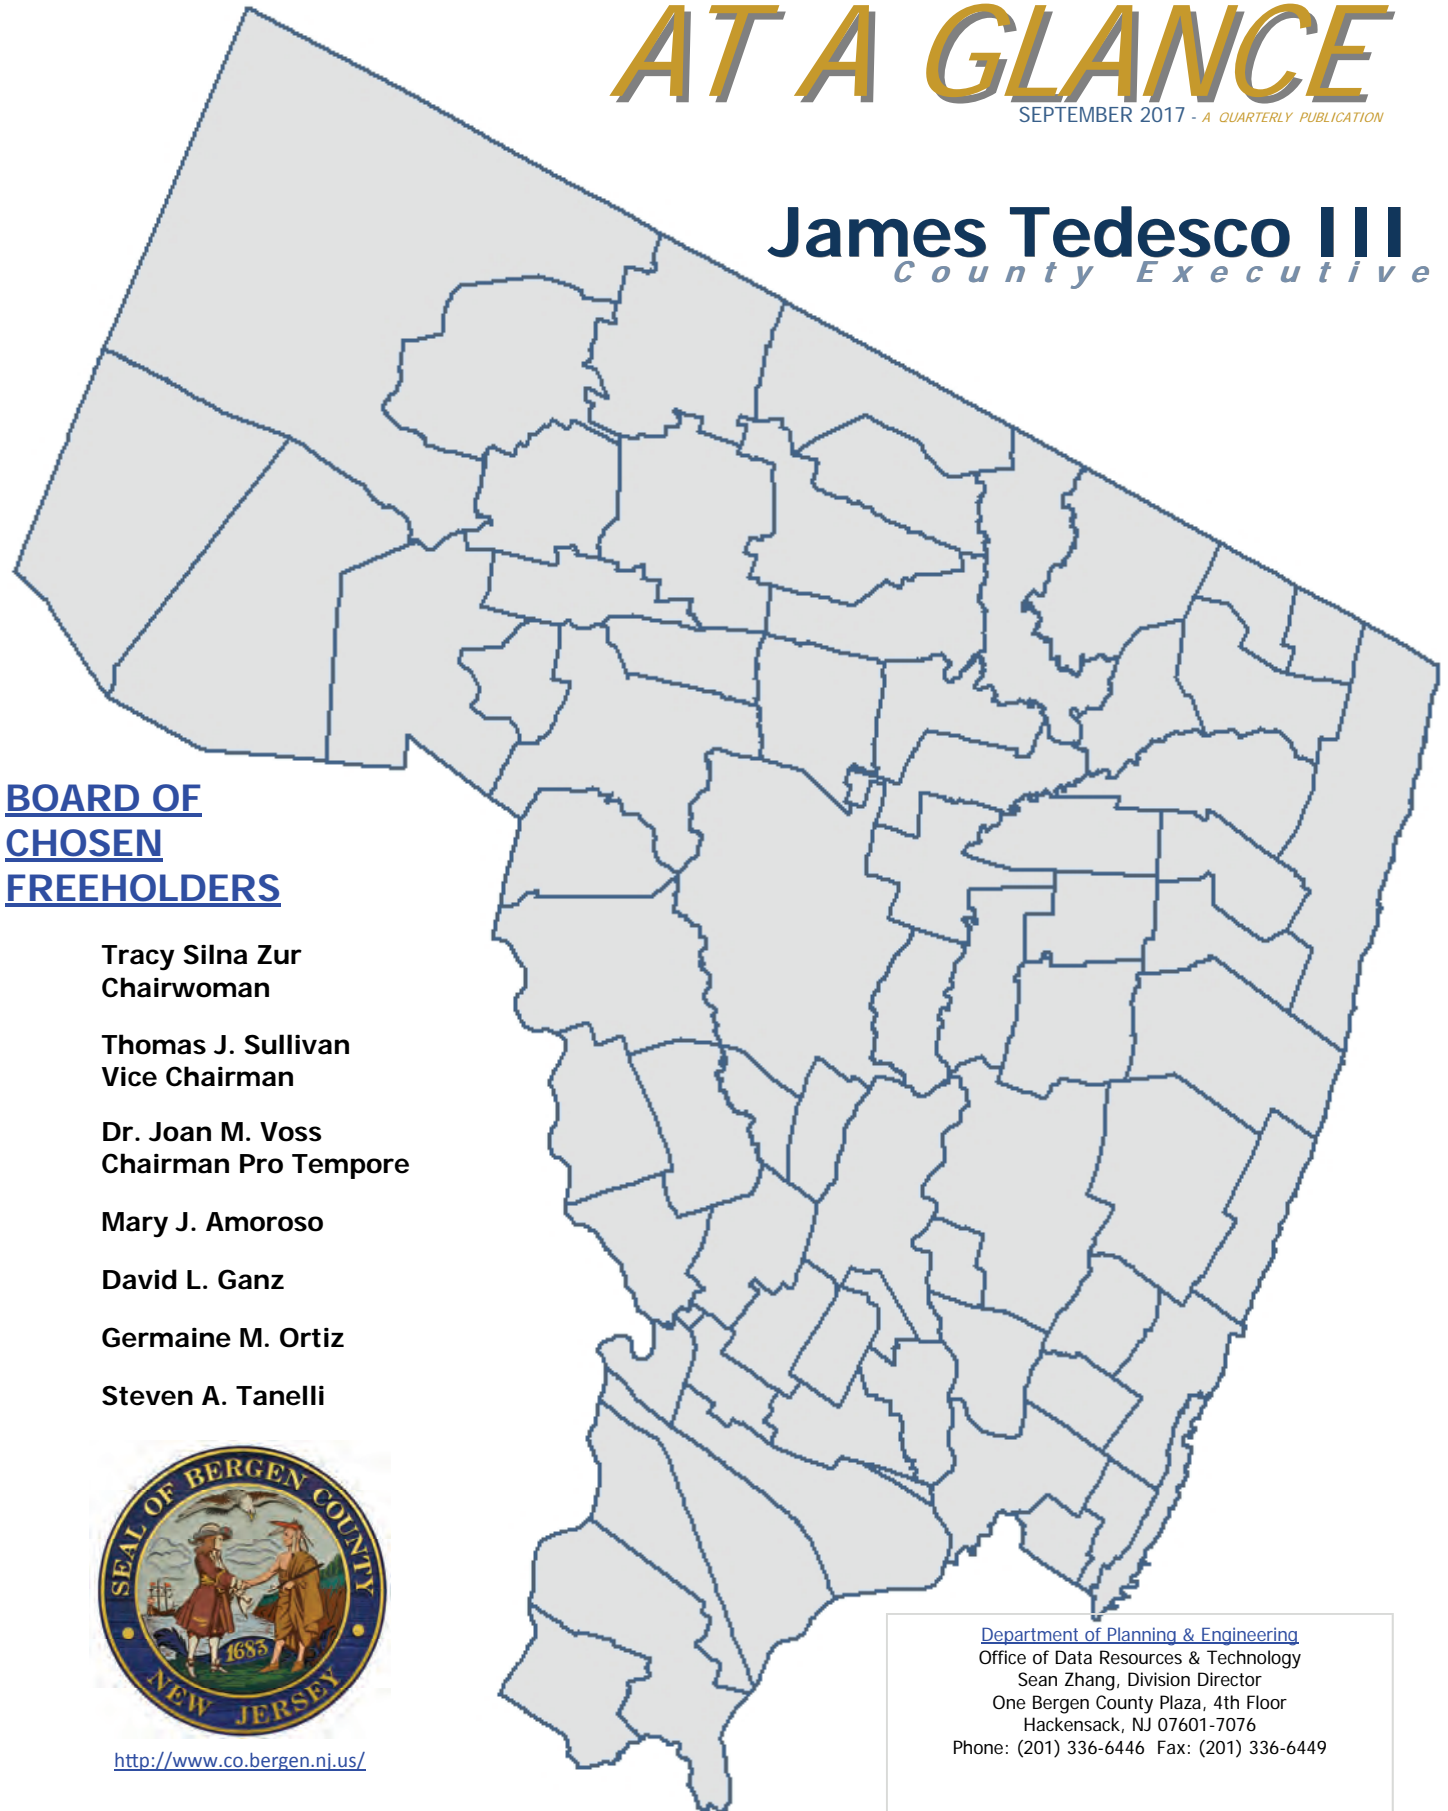 AT A GLANCE
SEPTEMBER 2017 - A QUARTERLY PUBLICATION
James Tedesco III
County Executive
BOARD OF
CHOSEN
FREEHOLDERS
Tracy Silna Zur
Chairwoman
Thomas J. Sullivan
Vice Chairman
Dr. Joan M. Voss
Chairman Pro Tempore
Mary J. Amoroso
David L. Ganz
Germaine M. Ortiz
Steven A. Tanelli
SEAL OF BERGEN COUNTY
1683
NEW JERSEY
http://www.co.bergen.nj.us/
Department of Planning & Engineering
Office of Data Resources & Technology
Sean Zhang, Division Director
One Bergen County Plaza, 4th Floor
Hackensack, NJ 07601-7076
Phone: (201) 336-6446 Fax: (201) 336-6449